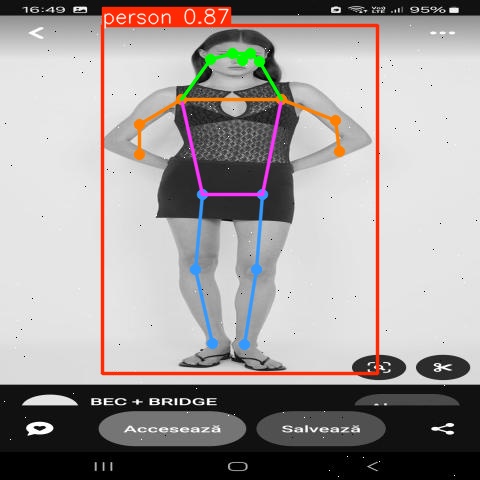 16:49
95%
person 0.87
BEC + BRIDGE
Accesează
Salvează